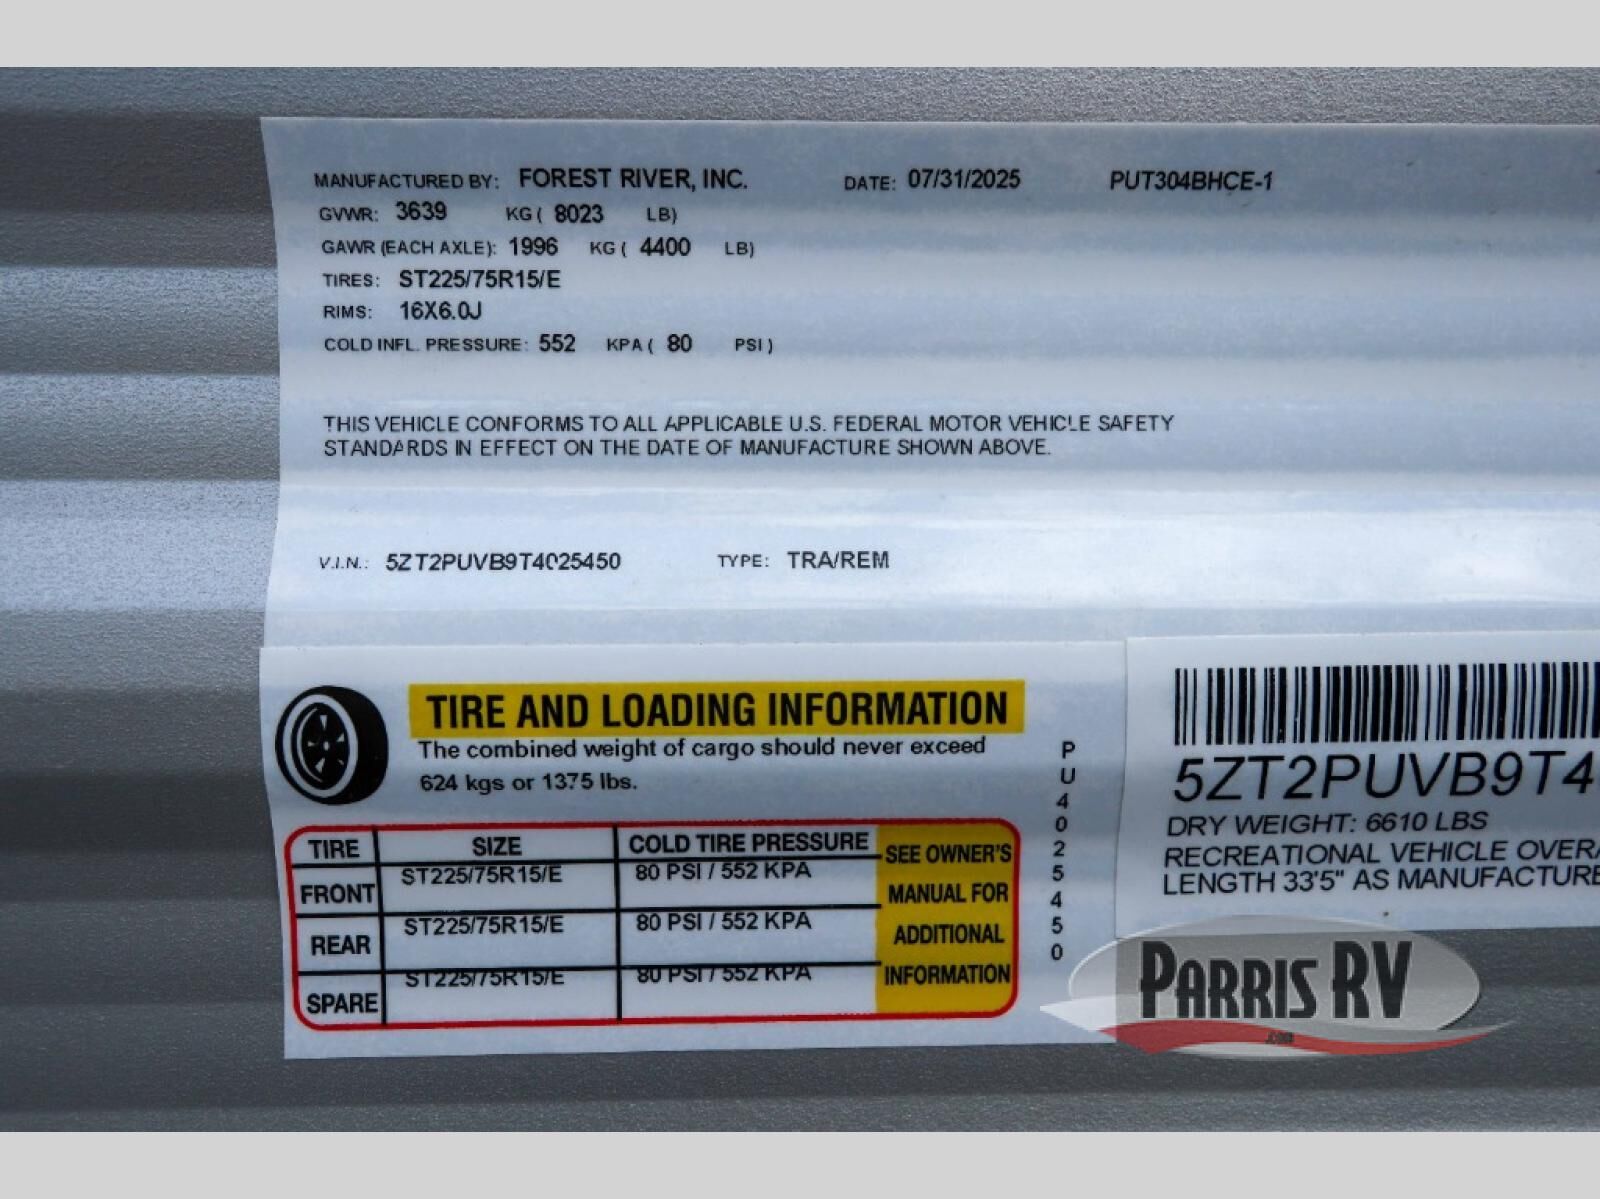 MANUFACTURED BY: FOREST RIVER, INC. DATE: 07/31/2025 PUT304BHCE-1
GVWR: 3639 KG ( 8023 LB)
GAWR (EACH AXLE): 1996 KG ( 4400 LB)
TIRES: ST225/75R15/E
RIMS: 16X6.0J
COLD INFL. PRESSURE: 552 KPA ( 80 PSI )
THIS VEHICLE CONFORMS TO ALL APPLICABLE U.S. FEDERAL MOTOR VEHICLE SAFETY
STANDARDS IN EFFECT ON THE DATE OF MANUFACTURE SHOWN ABOVE.
V.I.N.: 5ZT2PUVB9T4025450 TYPE: TRA/REM
TIRE AND LOADING INFORMATION
The combined weight of cargo should never exceed
624 kgs or 1375 lbs.
TIRE SIZE COLD TIRE PRESSURE
FRONT ST225/75R15/E 80 PSI / 552 KPA
REAR ST225/75R15/E 80 PSI / 552 KPA
SPARE ST225/75R15/E 80 PSI / 552 KPA
SEE OWNER'S
MANUAL FOR
ADDITIONAL
INFORMATION
PU4025450
5ZT2PUVB9T4
DRY WEIGHT: 6610 LBS
RECREATIONAL VEHICLE OVERA
LENGTH 33'5" AS MANUFACTURE
PARRIS RV
.COM